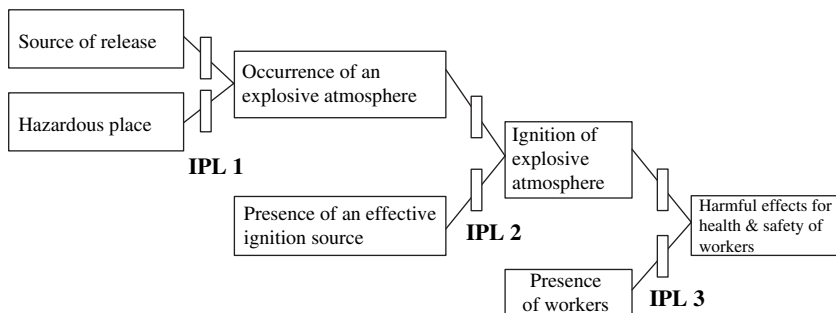 Source of release
Hazardous place
IPL 1
Occurrence of an
explosive atmosphere
Presence of an effective
ignition source
IPL 2
Ignition of
explosive
atmosphere
Presence
of workers
IPL 3
Harmful effects for
health & safety of
workers